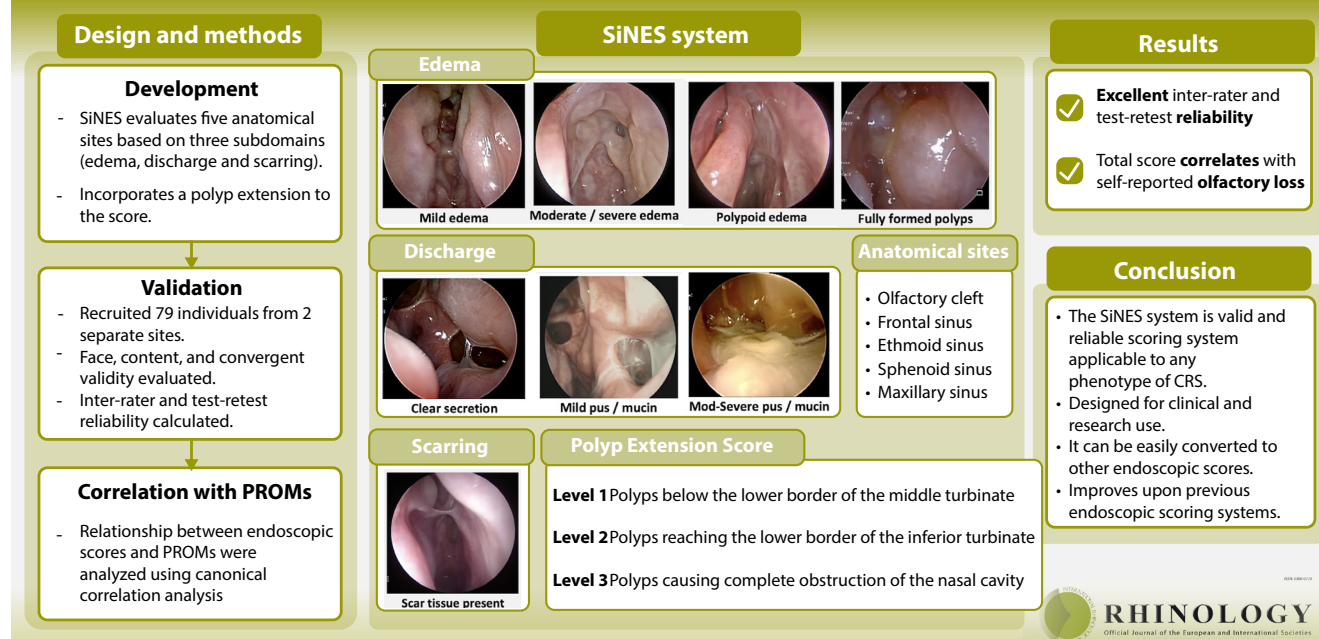 Design and methods
Development
- SiNES evaluates five anatomical
sites based on three subdomains
(edema, discharge and scarring).
- Incorporates a polyp extension to
the score.
Validation
- Recruited 79 individuals from 2
separate sites.
- Face, content, and convergent
validity evaluated.
- Inter-rater and test-retest
reliability calculated.
Correlation with PROMs
- Relationship between endoscopic
scores and PROMs were
analyzed using canonical
correlation analysis
SiNES system
Edema
Mild edema
Moderate / severe edema
Polypoid edema
Fully formed polyps
Discharge
Clear secretion
Mild pus / mucin
Mod-Severe pus / mucin
Anatomical sites
• Olfactory cleft
• Frontal sinus
• Ethmoid sinus
• Sphenoid sinus
• Maxillary sinus
Scarring
Scar tissue present
Polyp Extension Score
Level 1 Polyps below the lower border of the middle turbinate
Level 2 Polyps reaching the lower border of the inferior turbinate
Level 3 Polyps causing complete obstruction of the nasal cavity
Results
Excellent inter-rater and
test-retest reliability
Total score correlates with
self-reported olfactory loss
Conclusion
• The SiNES system is valid and
reliable scoring system
applicable to any
phenotype of CRS.
• Designed for clinical and
research use.
• It can be easily converted to
other endoscopic scores.
• Improves upon previous
endoscopic scoring systems.
RHINOLOGY
Official Journal of the European and International Societies